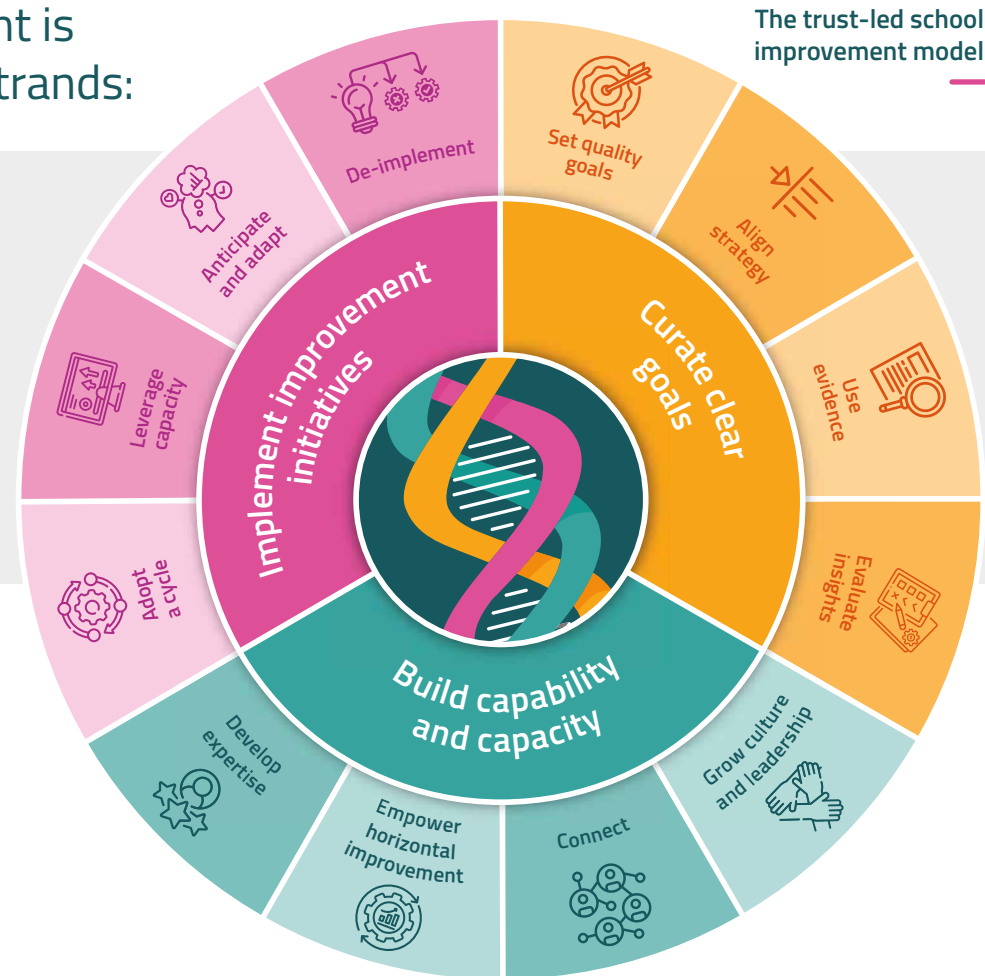 nt is
trands:
The trust-led school
improvement model
De-implement
Set quality
goals
Align
strategy
Use
evidence
Evaluate
insights
Grow culture
and leadership
Connect
Empower
horizontal
improvement
Develop
expertise
Adopt
a cycle
Leverage
capacity
Anticipate
and adapt
Implement improvement
initiatives
Curate clear
goals
Build capability
and capacity